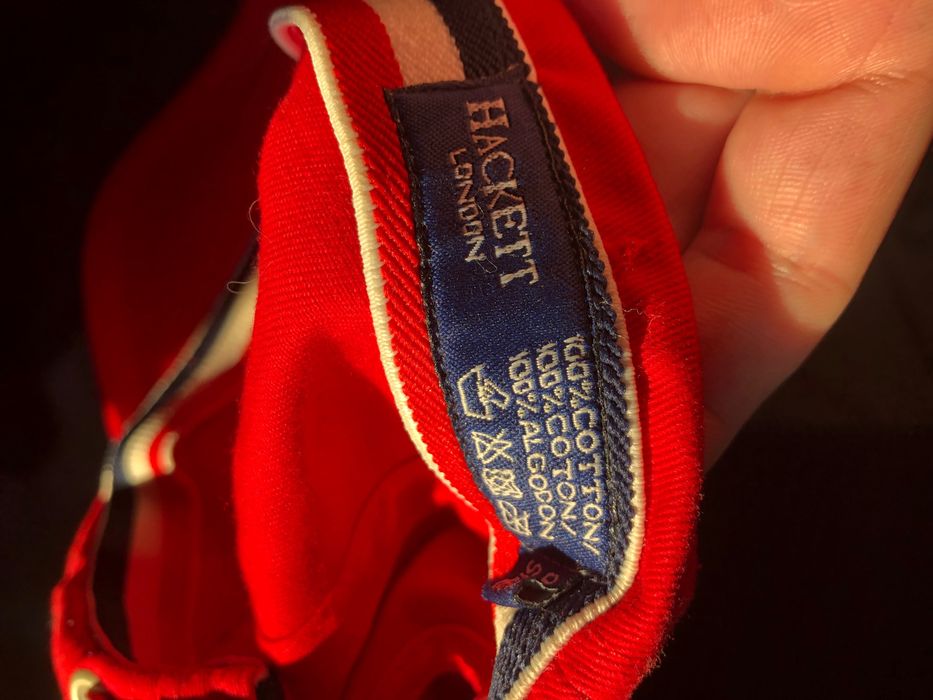 HACKETT
LONDON
100% COTTON/
100% COTON/
100% ALGODON